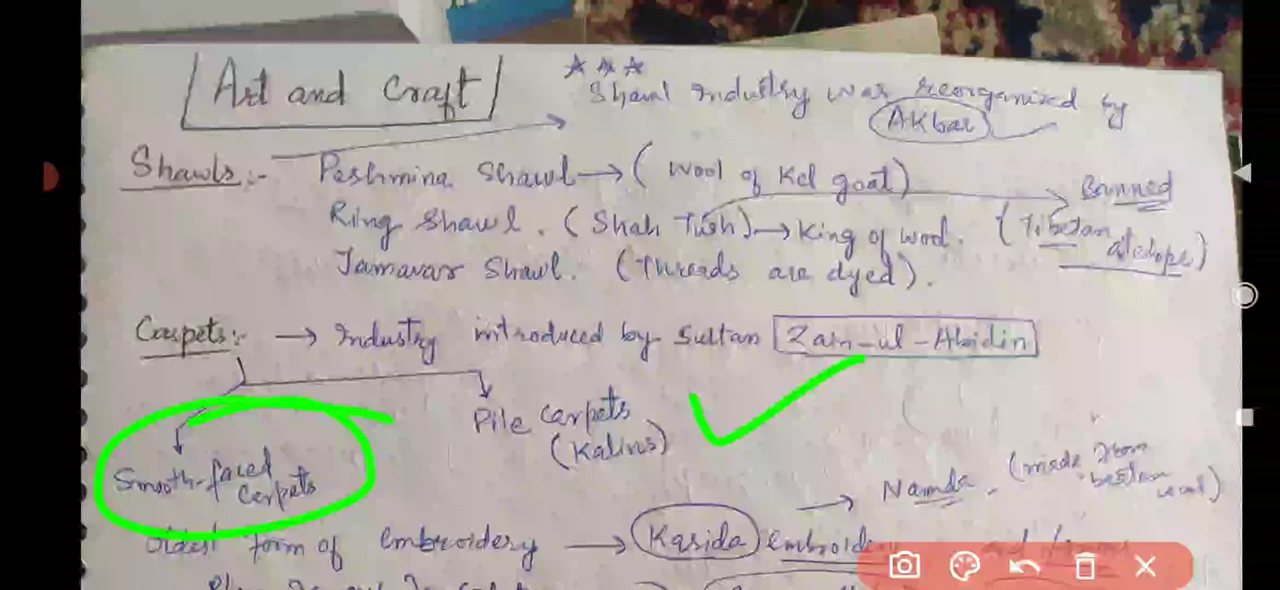 Art and Craft
*** Shawl industry was reorganized by
Akbar
Shawls :- Pashmina Shawl → (wool of Kel goat)
Banned
Ring Shawl. (Shah Tush) → King of wool. (Tibetan
atelope)
Jamavar Shawl. (Threads are dyed).
Carpets :- → Industry introduced by Sultan Zain-ul-Abidin
Pile carpets
(Kalins)
Smooth-faced
Carpets
→ Namda. (made from
beaten
wool)
Oldest form of embroidery → Kasida embroidery